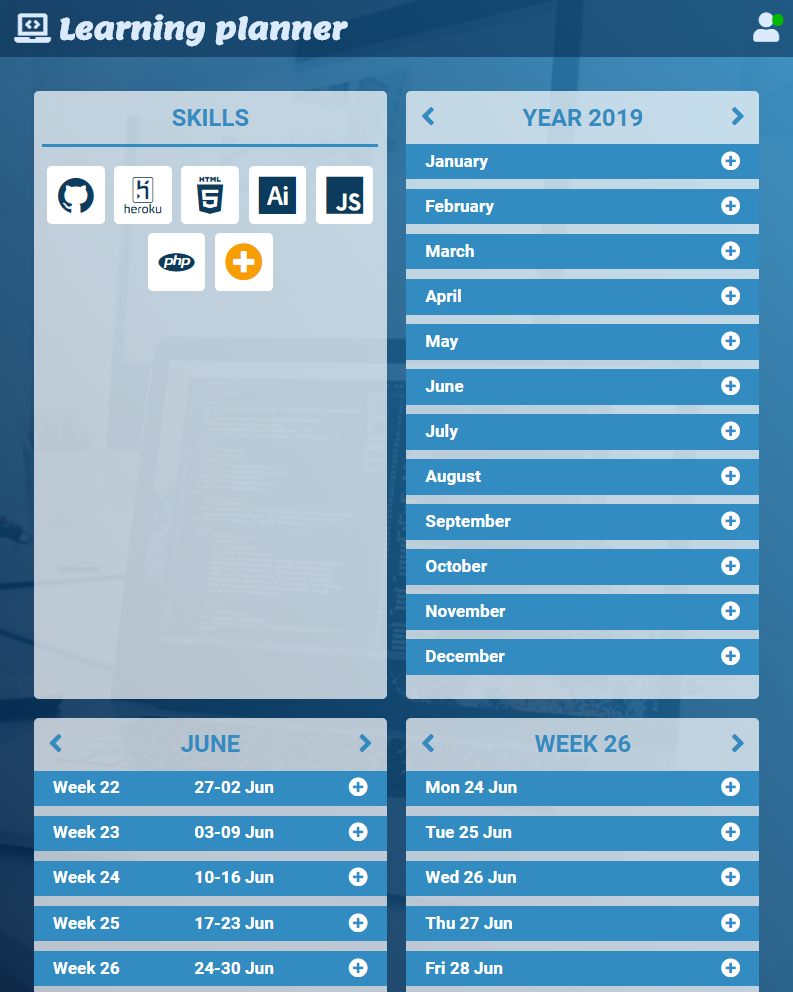 Learning planner
SKILLS
heroku
HTML
5
Ai
JS
php
YEAR 2019
January
February
March
April
May
June
July
August
September
October
November
December
JUNE
Week 22 27-02 Jun
Week 23 03-09 Jun
Week 24 10-16 Jun
Week 25 17-23 Jun
Week 26 24-30 Jun
WEEK 26
Mon 24 Jun
Tue 25 Jun
Wed 26 Jun
Thu 27 Jun
Fri 28 Jun